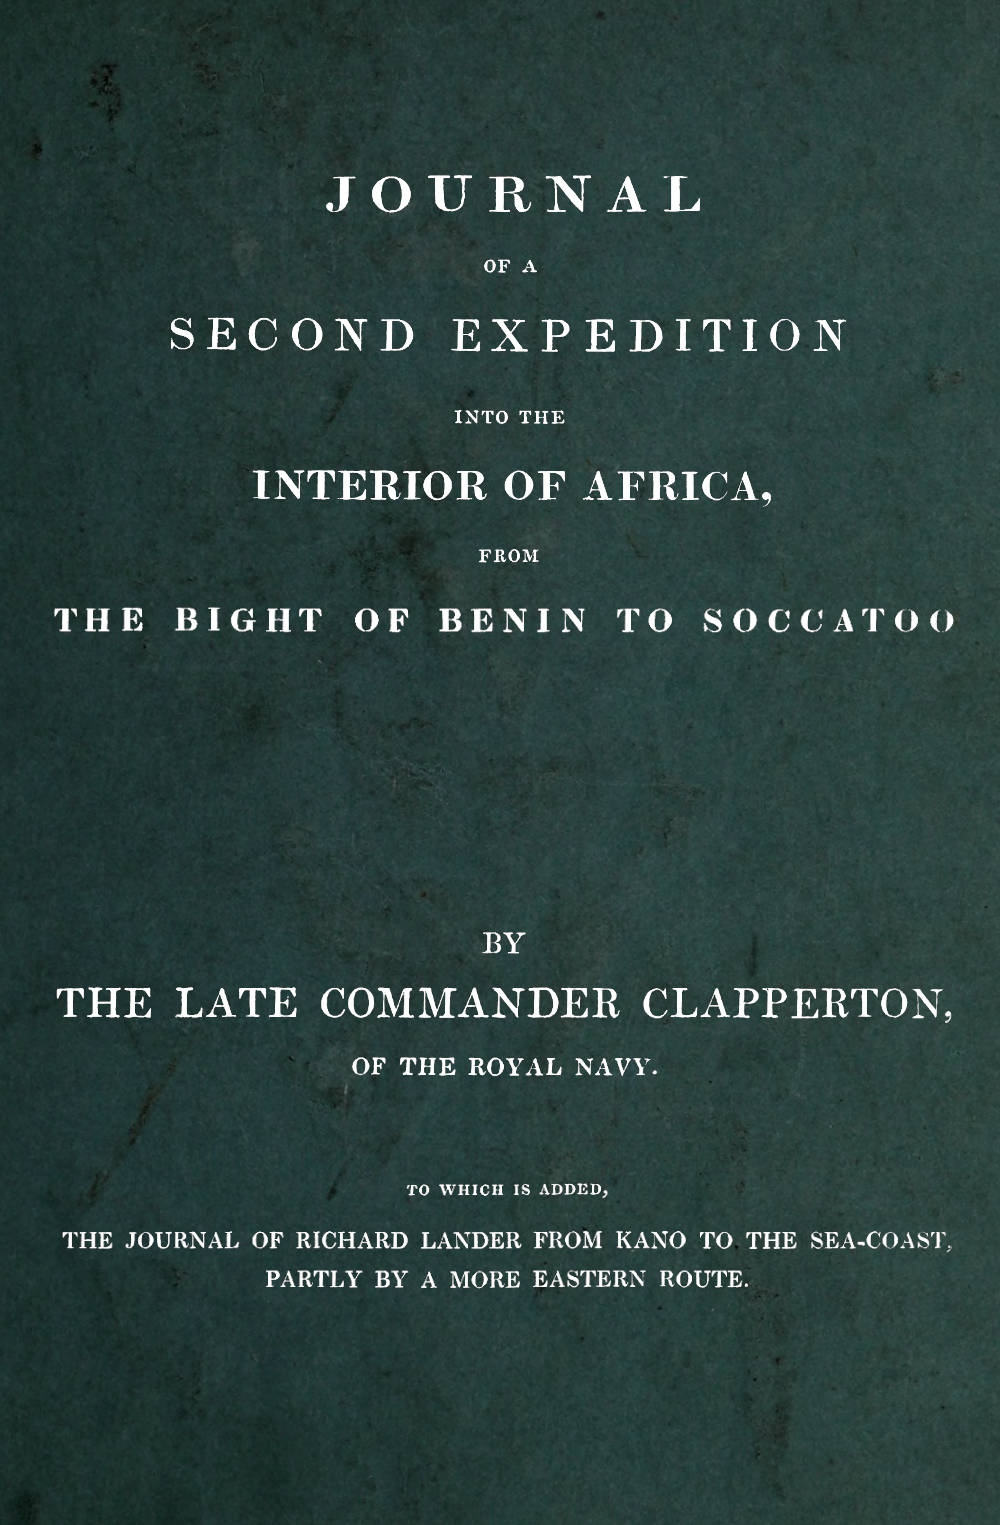 JOURNAL
OF A
SECOND EXPEDITION
INTO THE
INTERIOR OF AFRICA,
FROM
THE BIGHT OF BENIN TO SOCCATOO
BY
THE LATE COMMANDER CLAPPERTON,
OF THE ROYAL NAVY.
TO WHICH IS ADDED,
THE JOURNAL OF RICHARD LANDER FROM KANO TO THE SEA-COAST,
PARTLY BY A MORE EASTERN ROUTE.